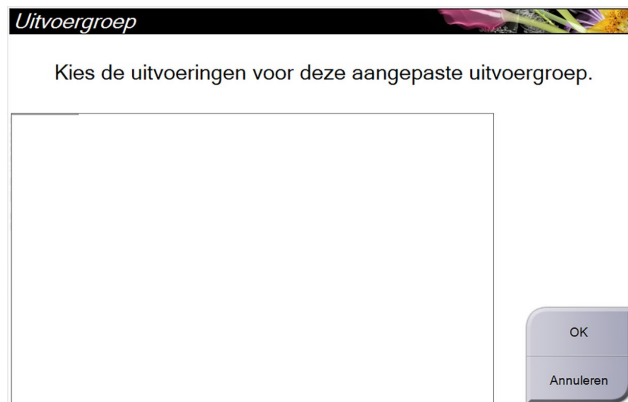 Uitvoergroep
Kies de uitvoeringen voor deze aangepaste uitvoergroep.
OK
Annuleren